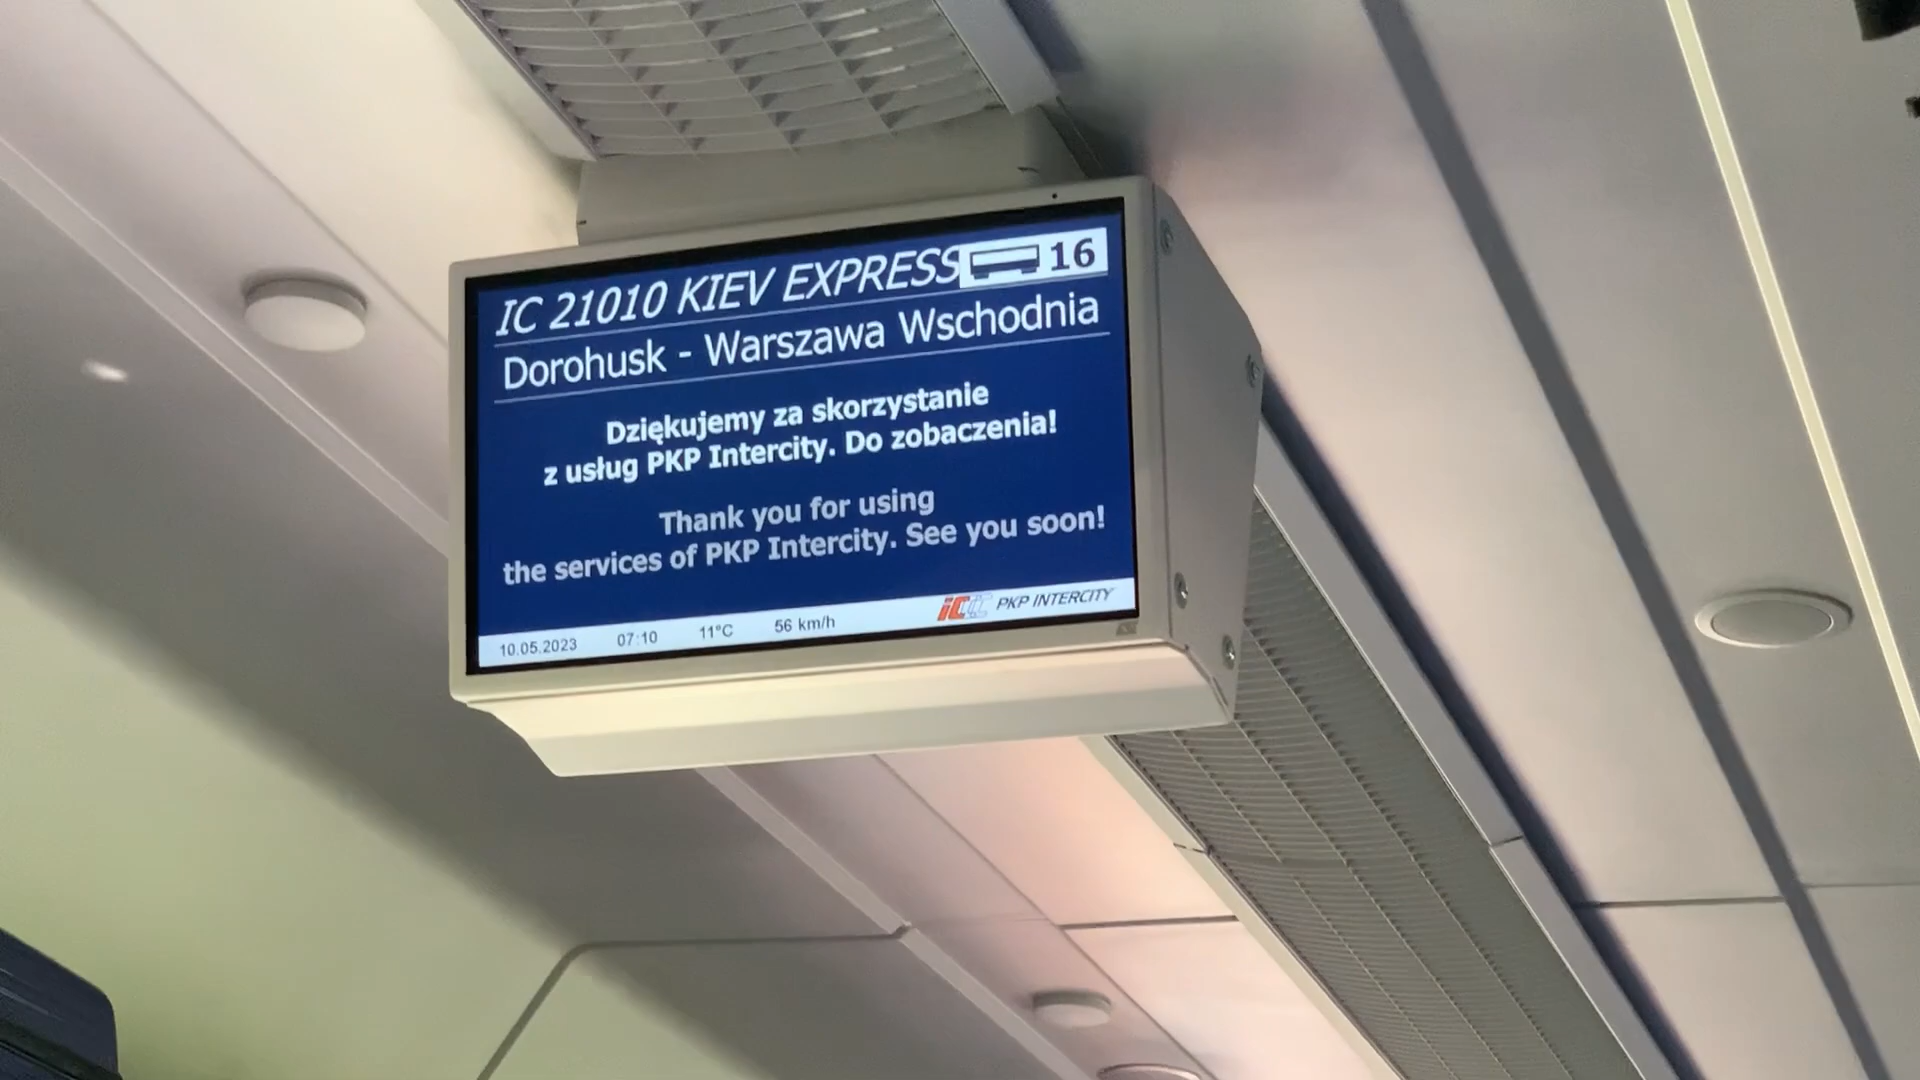 IC 21010 KIEV EXPRESS 16
Dorohusk - Warszawa Wschodnia
Dziękujemy za skorzystanie
z usług PKP Intercity. Do zobaczenia!
Thank you for using
the services of PKP Intercity. See you soon!
10.05.2023 07:10 11°C 56 km/h IC PKP INTERCITY